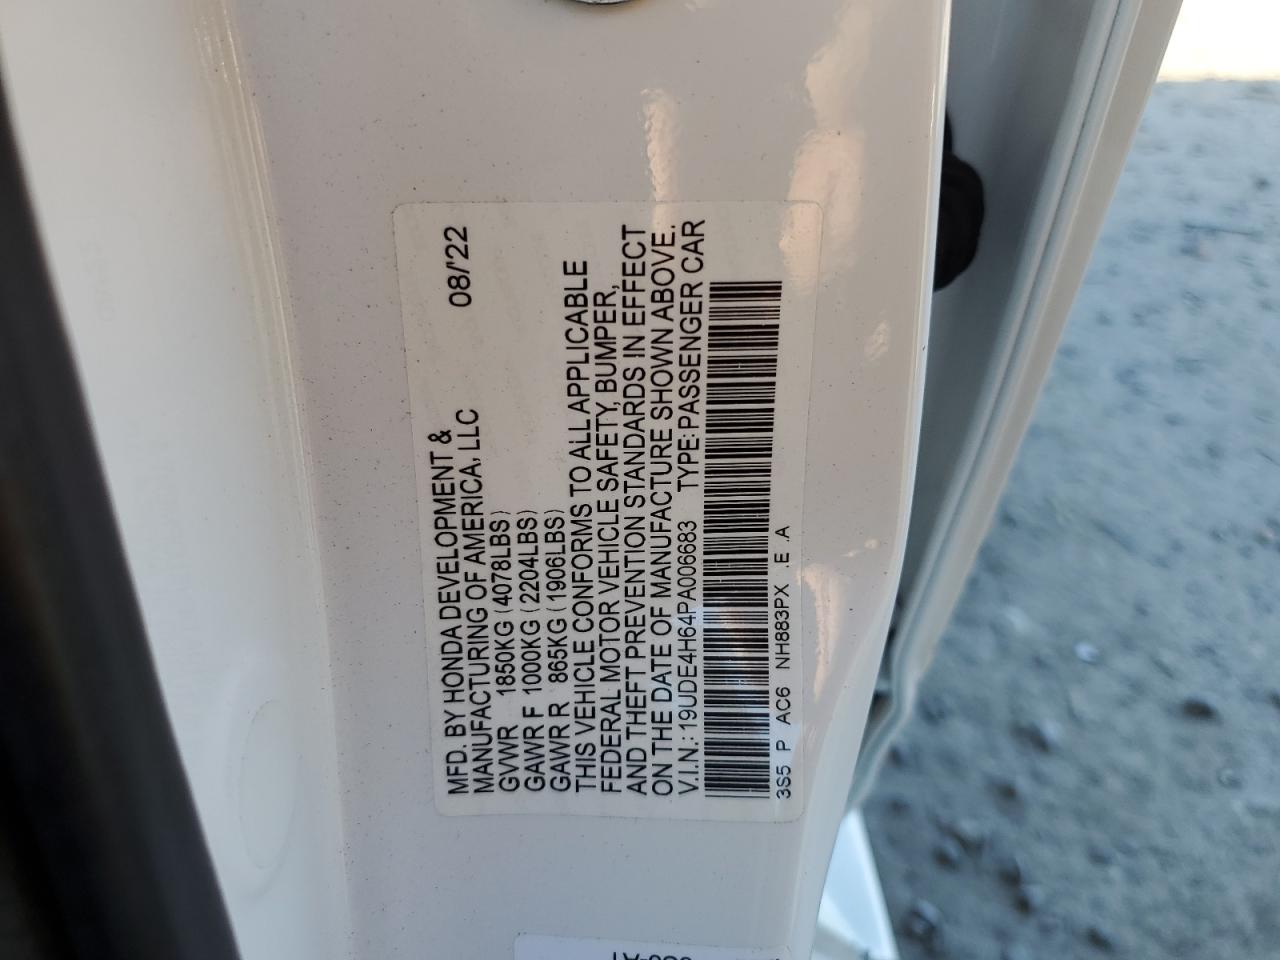 MFD. BY HONDA DEVELOPMENT & 08/'22
MANUFACTURING OF AMERICA, LLC
GVWR 1850KG (4078LBS)
GAWR F 1000KG (2204LBS)
GAWR R 865KG (1906LBS)
THIS VEHICLE CONFORMS TO ALL APPLICABLE
FEDERAL MOTOR VEHICLE SAFETY, BUMPER,
AND THEFT PREVENTION STANDARDS IN EFFECT
ON THE DATE OF MANUFACTURE SHOWN ABOVE.
V.I.N.: 19UDE4H64PA006683 TYPE: PASSENGER CAR
3S5 P AC6 NH883PX .E .A